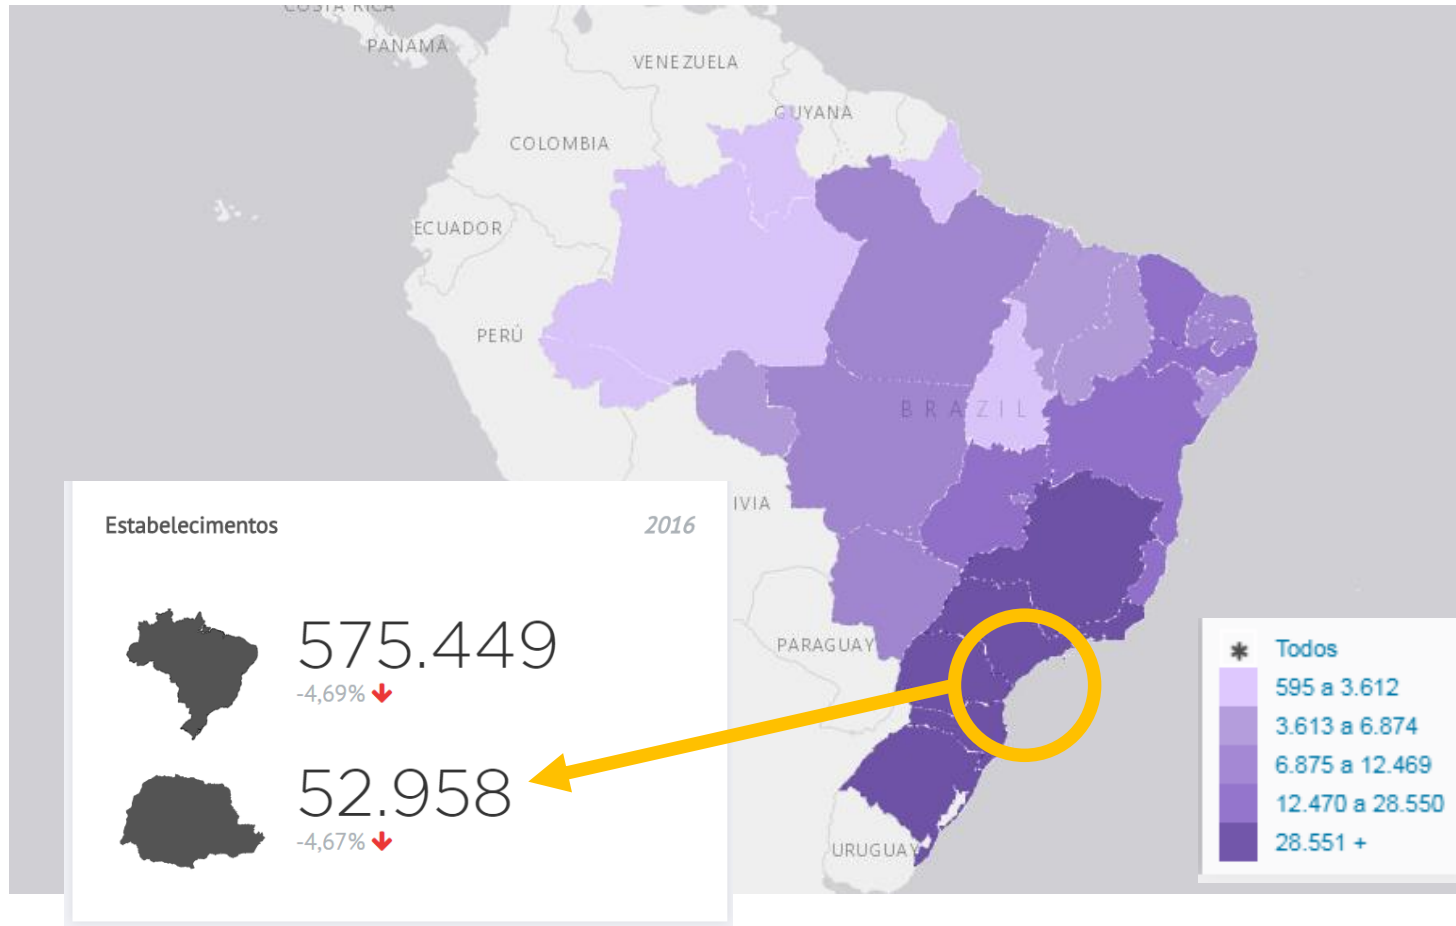 COSTA RICA
PANAMÁ
VENEZUELA
GUYANA
COLOMBIA
ECUADOR
PERÚ
BRAZIL
IVIA
PARAGUAY
URUGUAY
Estabelecimentos 2016
575.449
-4,69%
52.958
-4,67%
Todos
595 a 3.612
3.613 a 6.874
6.875 a 12.469
12.470 a 28.550
28.551 +